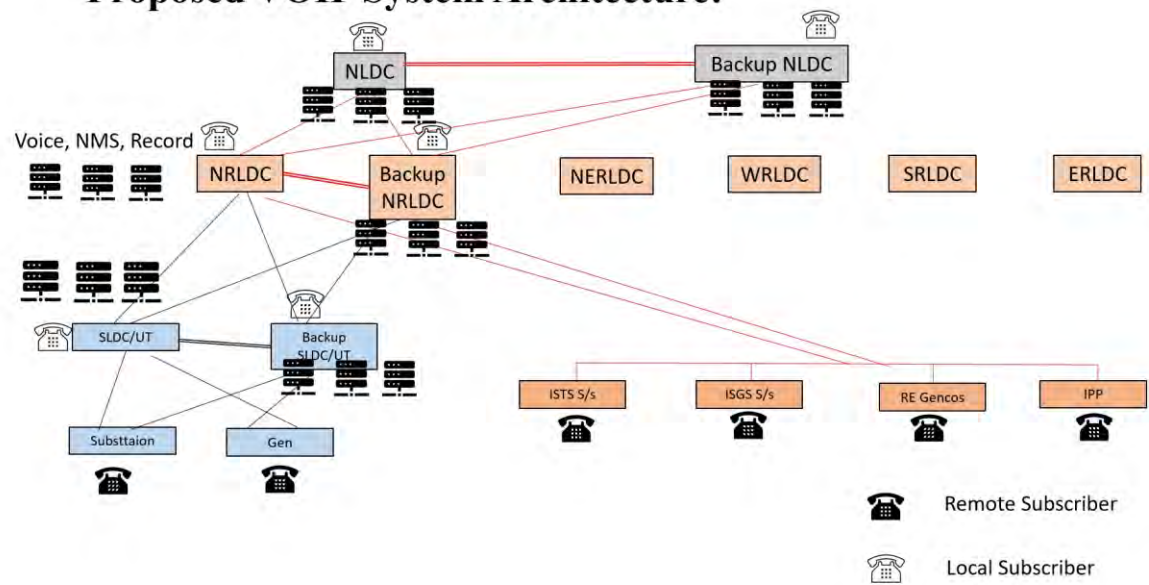 Proposed VOIP System Architecture:
NLDC
Backup NLDC
Voice, NMS, Record
NRLDC
Backup
NRLDC
NERLDC
WRLDC
SRLDC
ERLDC
SLDC/UT
Backup
SLDC/UT
ISTS S/s
ISGS S/s
RE Gencos
IPP
Substtaion
Gen
Remote Subscriber
Local Subscriber